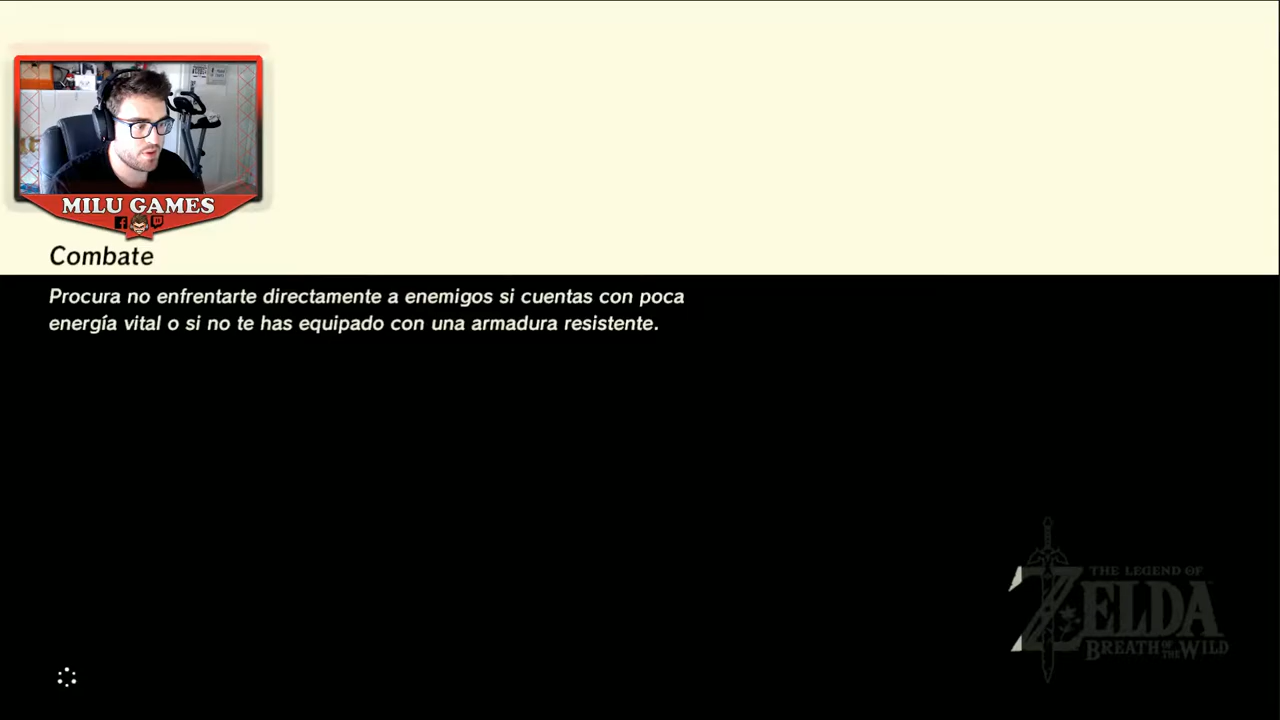 MILU GAMES
Combate
Procura no enfrentarte directamente a enemigos si cuentas con poca
energía vital o si no te has equipado con una armadura resistente.
THE LEGEND OF
ZELDA
BREATH OF THE WILD